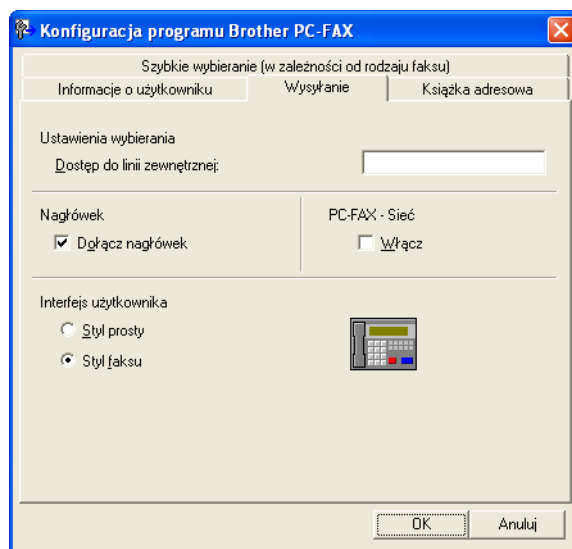 Konfiguracja programu Brother PC-FAX
Szybkie wybieranie (w zależności od rodzaju faksu)
Informacje o użytkowniku
Wysyłanie
Książka adresowa
Ustawienia wybierania
Dostęp do linii zewnętrznej:
Nagłówek
PC-FAX - Sieć
Dołącz nagłówek
Włącz
Interfejs użytkownika
Styl prosty
Styl faksu
OK
Anuluj